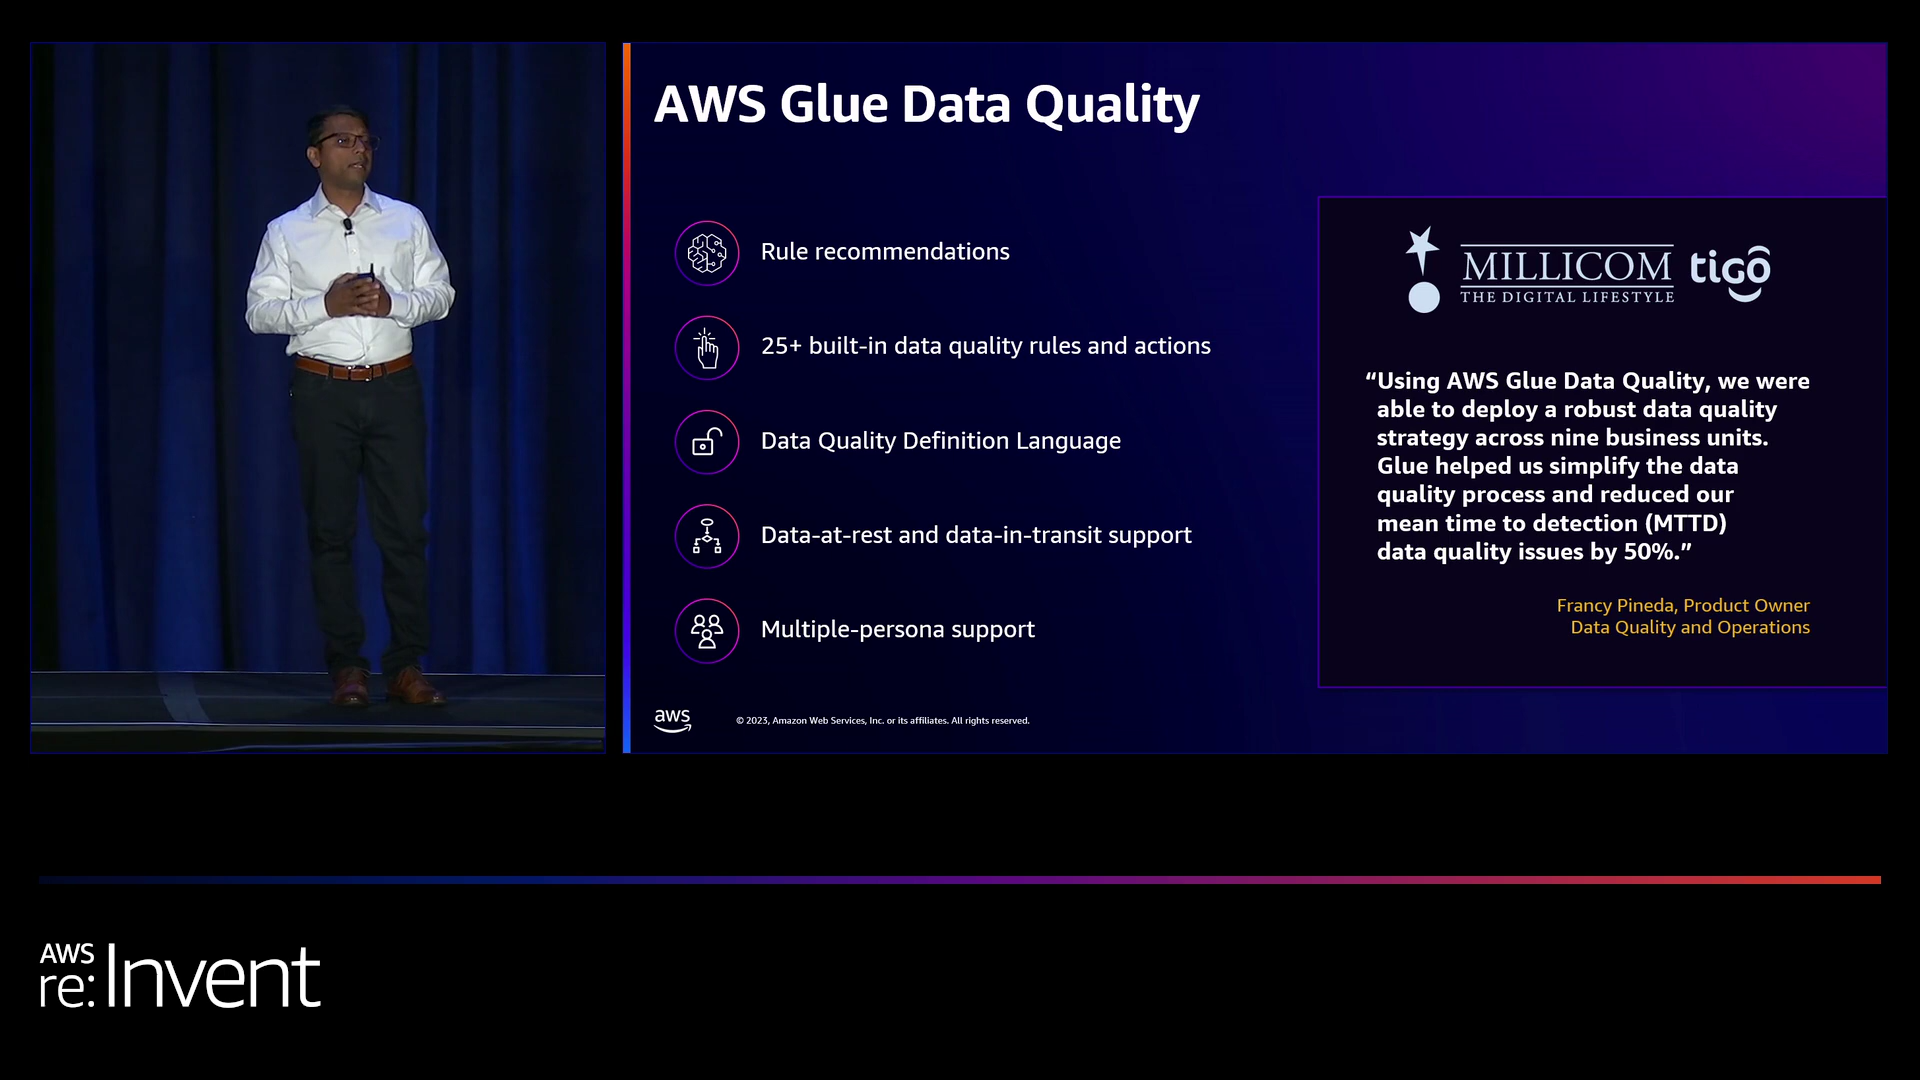 AWS Glue Data Quality
Rule recommendations
25+ built-in data quality rules and actions
Data Quality Definition Language
Data-at-rest and data-in-transit support
Multiple-persona support
MILLICOM
THE DIGITAL LIFESTYLE
tigo
“Using AWS Glue Data Quality, we were
able to deploy a robust data quality
strategy across nine business units.
Glue helped us simplify the data
quality process and reduced our
mean time to detection (MTTD)
data quality issues by 50%.”
Francy Pineda, Product Owner
Data Quality and Operations
aws
© 2023, Amazon Web Services, Inc. or its affiliates. All rights reserved.
AWS
re:Invent